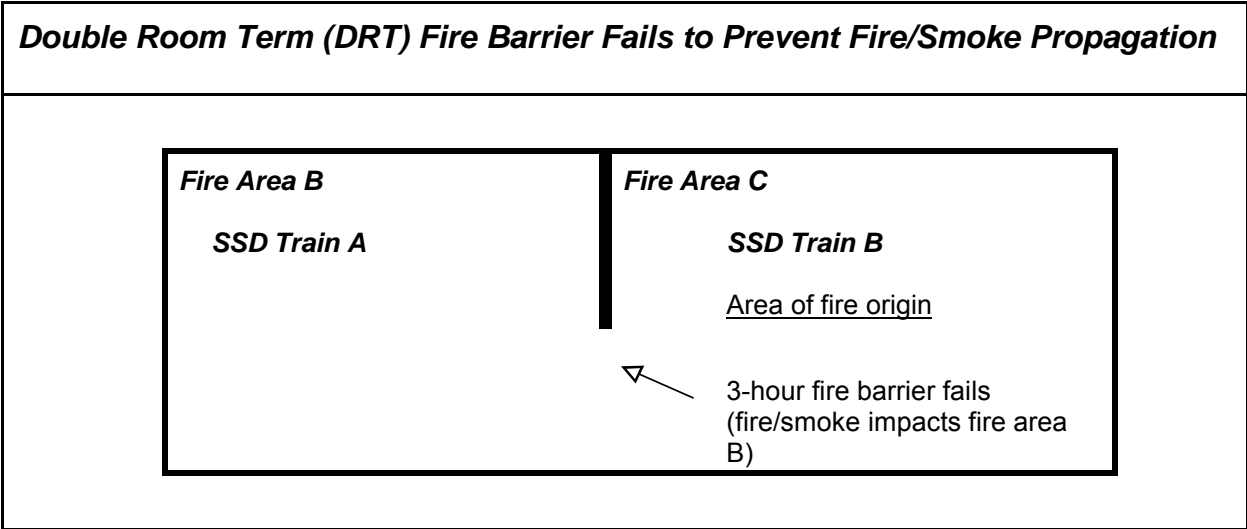 Double Room Term (DRT) Fire Barrier Fails to Prevent Fire/Smoke Propagation
Fire Area B
SSD Train A
Fire Area C
SSD Train B
Area of fire origin
3-hour fire barrier fails
(fire/smoke impacts fire area
B)